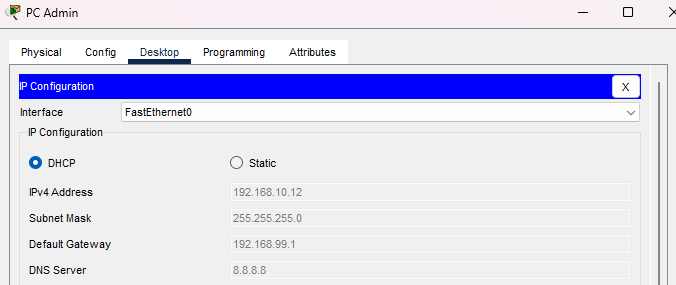 PC Admin
Physical Config Desktop Programming Attributes
IP Configuration X
Interface FastEthernet0
IP Configuration
DHCP Static
IPv4 Address 192.168.10.12
Subnet Mask 255.255.255.0
Default Gateway 192.168.99.1
DNS Server 8.8.8.8